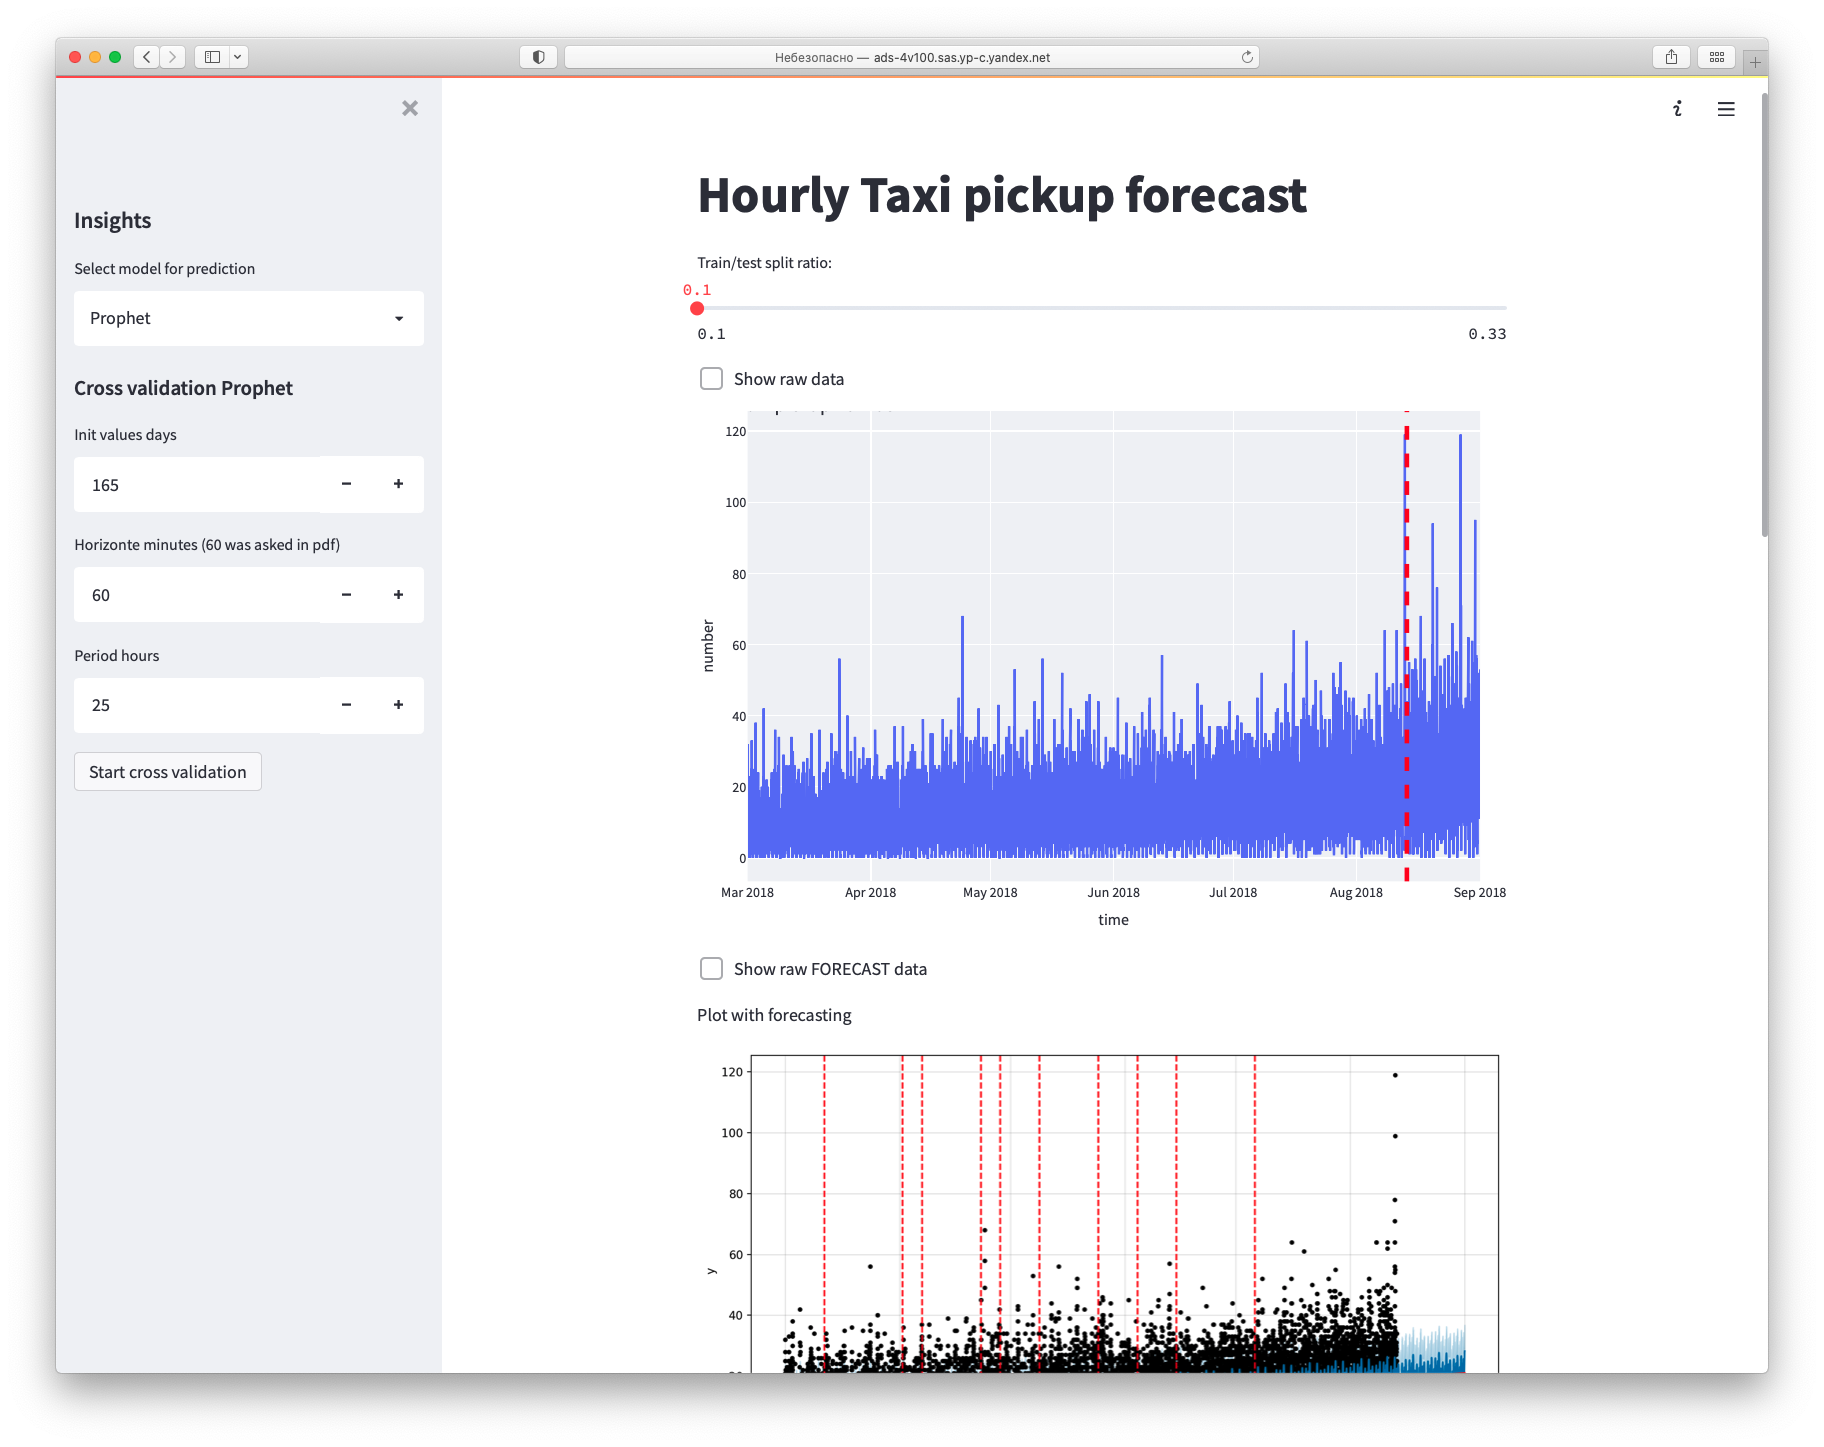 Небезопасно — ads-4v100.sas.yp-c.yandex.net
Insights
Select model for prediction
Prophet
Cross validation Prophet
Init values days
165
Horizonte minutes (60 was asked in pdf)
60
Period hours
25
Start cross validation
Hourly Taxi pickup forecast
Train/test split ratio:
0.1
0.1 0.33
Show raw data
120
100
80
60
40
20
0
number
Mar 2018 Apr 2018 May 2018 Jun 2018 Jul 2018 Aug 2018 Sep 2018
time
Show raw FORECAST data
Plot with forecasting
120
100
80
60
40
y